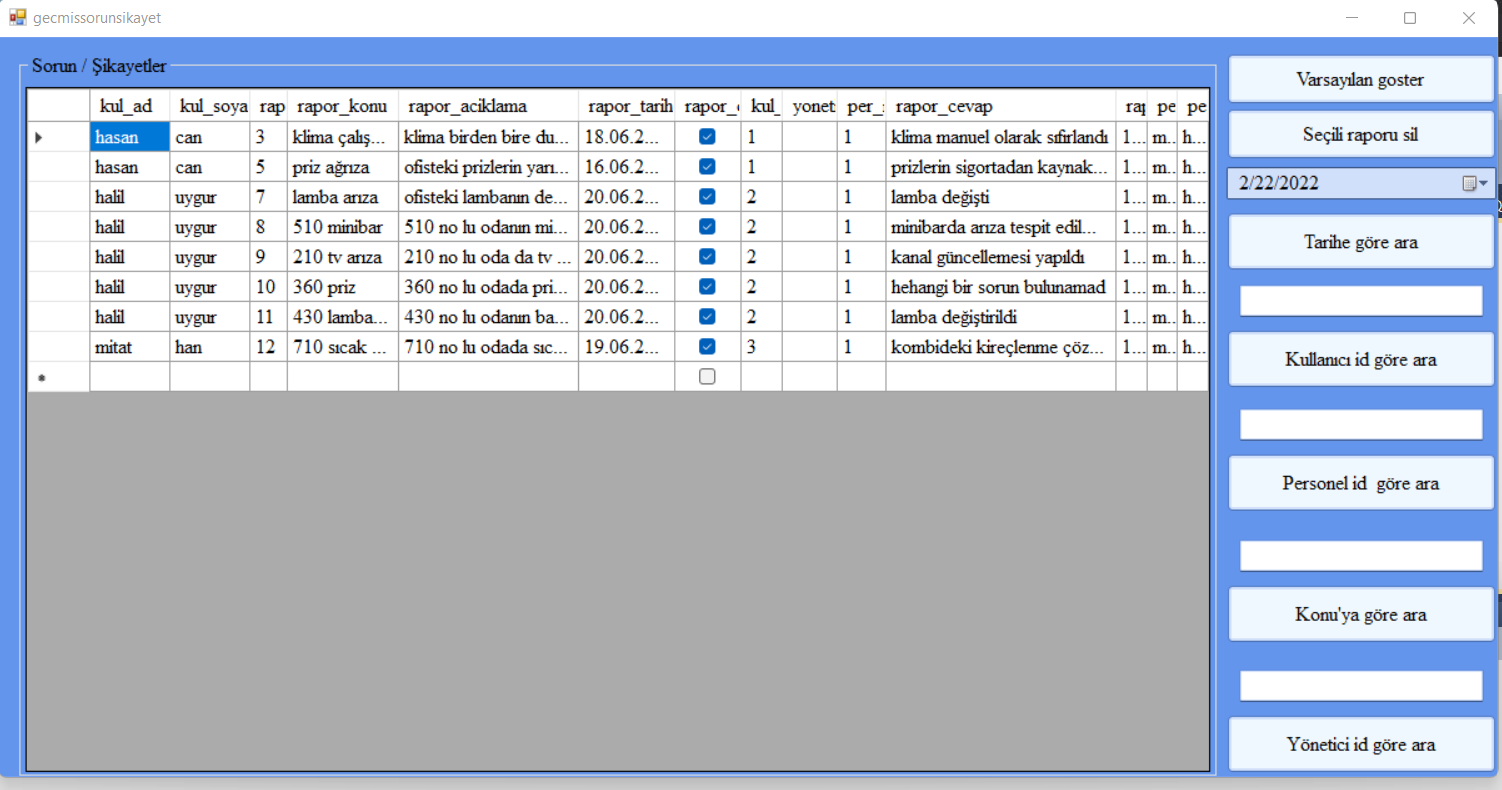 gecmissorunsikayet
Sorun / Şikayetler
kul_ad kul_soya rap rapor_konu rapor_aciklama rapor_tarih rapor_ kul_ yonet per_ rapor_cevap raj pe pe
hasan can 3 klima çalış... klima birden bire du... 18.06.2... 1 1 klima manuel olarak sıfırlandı 1... m.. h...
hasan can 5 priz ağrıza ofisteki prizlerin yarı... 16.06.2... 1 1 prizlerin sigortadan kaynak... 1... m.. h...
halil uygur 7 lamba arıza ofisteki lambanın de... 20.06.2... 2 1 lamba değişti 1... m.. h...
halil uygur 8 510 minibar 510 no lu odanın mi... 20.06.2... 2 1 minibarda arıza tespit edil... 1... m.. h...
halil uygur 9 210 tv arıza 210 no lu oda da tv ... 20.06.2... 2 1 kanal güncellemesi yapıldı 1... m.. h...
halil uygur 10 360 priz 360 no lu odada pri... 20.06.2... 2 1 hehangi bir sorun bulunamad 1... m.. h...
halil uygur 11 430 lamba... 430 no lu odanın ba... 20.06.2... 2 1 lamba değiştirildi 1... m.. h...
mitat han 12 710 sıcak ... 710 no lu odada sıc... 19.06.2... 3 1 kombideki kireçlenme çöz... 1... m.. h...
Varsayılan goster
Seçili raporu sil
2/22/2022
Tarihe göre ara
Kullanıcı id göre ara
Personel id göre ara
Konu'ya göre ara
Yönetici id göre ara